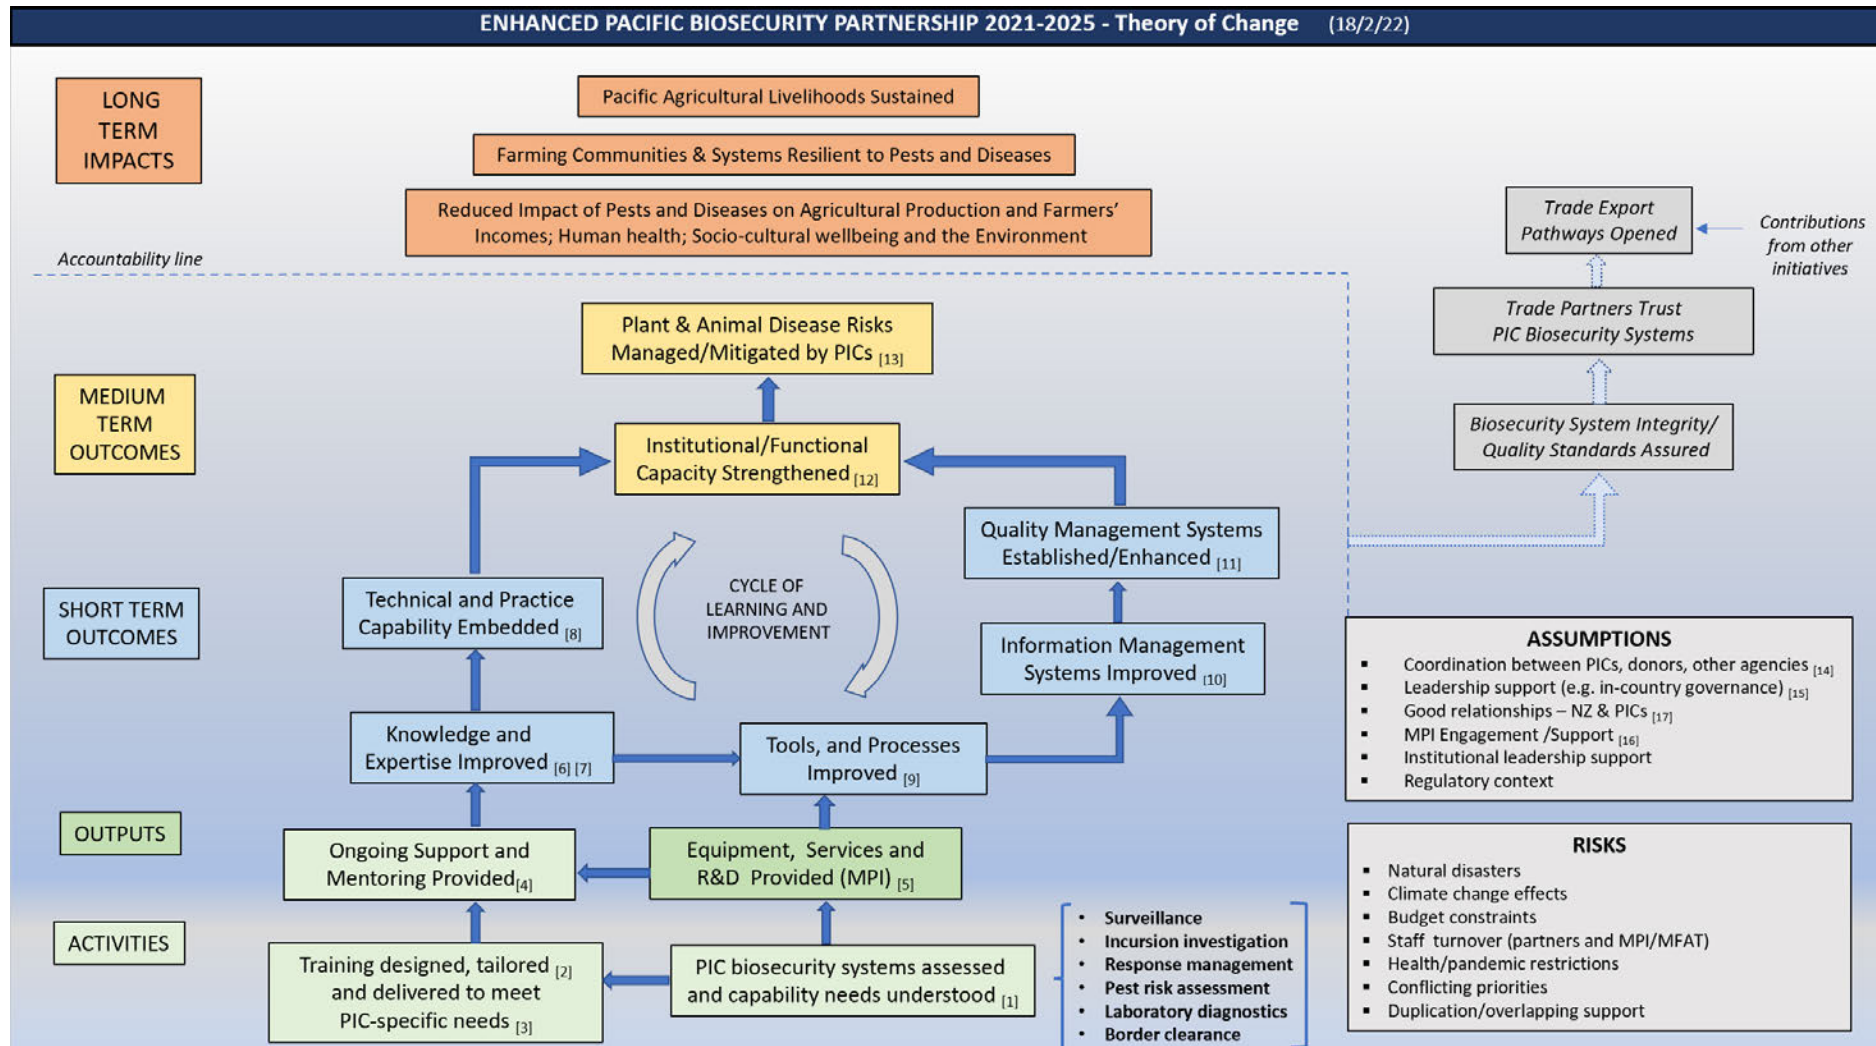 ENHANCED PACIFIC BIOSECURITY PARTNERSHIP 2021-2025 - Theory of Change (18/2/22)
LONG
TERM
IMPACTS
Pacific Agricultural Livelihoods Sustained
Farming Communities & Systems Resilient to Pests and Diseases
Reduced Impact of Pests and Diseases on Agricultural Production and Farmers'
Incomes; Human health; Socio-cultural wellbeing and the Environment
Trade Export
Pathways Opened
Contributions
from other
initiatives
Accountability line
Trade Partners Trust
PIC Biosecurity Systems
Plant & Animal Disease Risks
Managed/Mitigated by PICs [13]
MEDIUM
TERM
OUTCOMES
Institutional/Functional
Capacity Strengthened [12]
Biosecurity System Integrity/
Quality Standards Assured
Quality Management Systems
Established/Enhanced [11]
SHORT TERM
OUTCOMES
Technical and Practice
Capability Embedded [8]
CYCLE OF
LEARNING AND
IMPROVEMENT
Information Management
Systems Improved [10]
Knowledge and
Expertise Improved [6] [7]
Tools, and Processes
Improved [9]
ASSUMPTIONS
▪ Coordination between PICs, donors, other agencies [14]
▪ Leadership support (e.g. in-country governance) [15]
▪ Good relationships – NZ & PICs [17]
▪ MPI Engagement /Support [16]
▪ Institutional leadership support
▪ Regulatory context
OUTPUTS
Ongoing Support and
Mentoring Provided[4]
Equipment, Services and
R&D Provided (MPI) [5]
RISKS
▪ Natural disasters
▪ Climate change effects
▪ Budget constraints
▪ Staff turnover (partners and MPI/MFAT)
▪ Health/pandemic restrictions
▪ Conflicting priorities
▪ Duplication/overlapping support
ACTIVITIES
Training designed, tailored [2]
and delivered to meet
PIC-specific needs [3]
PIC biosecurity systems assessed
and capability needs understood [1]
• Surveillance
• Incursion investigation
• Response management
• Pest risk assessment
• Laboratory diagnostics
• Border clearance